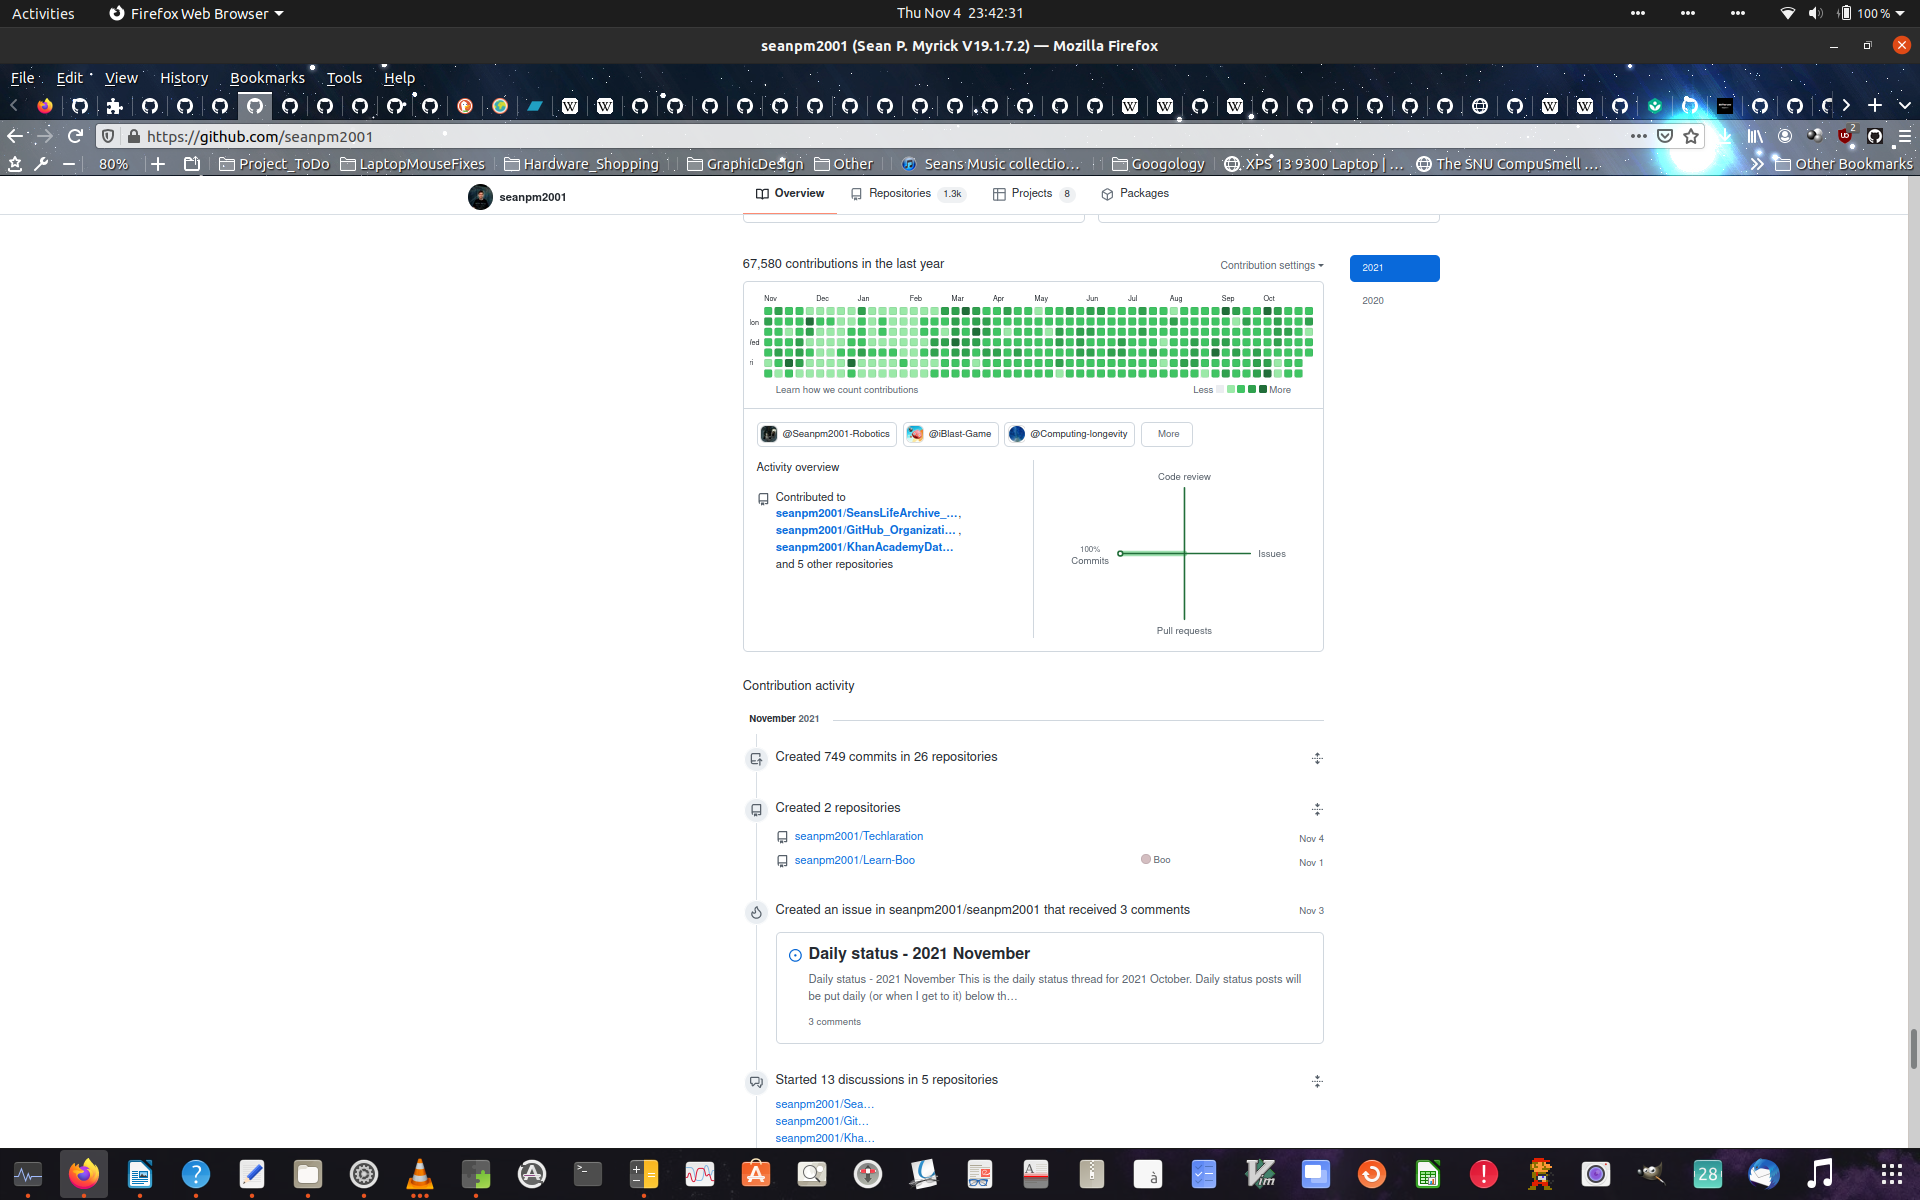 Activities
Firefox Web Browser
Thu Nov 4 23:42:31
100 %
seanpm2001 (Sean P. Myrick V19.1.7.2) — Mozilla Firefox
File Edit View History Bookmarks Tools Help
https://github.com/seanpm2001
2
80%
Project_ToDo
LaptopMouseFixes
Hardware_Shopping
GraphicDesign
Other
Seans Music collectio…
Googology
XPS 13 9300 Laptop | …
The SNU CompuSmell …
Other Bookmarks
seanpm2001
Overview
Repositories 1.3k
Projects 8
Packages
67,580 contributions in the last year
Contribution settings
2021
2020
Nov Dec Jan Feb Mar Apr May Jun Jul Aug Sep Oct
Learn how we count contributions
Less More
@Seanpm2001-Robotics
@iBlast-Game
@Computing-longevity
More
Activity overview
Contributed to
seanpm2001/SeansLifeArchive_…,
seanpm2001/GitHub_Organizati… ,
seanpm2001/KhanAcademyDat…
and 5 other repositories
Code review
100%
Commits
Issues
Pull requests
Contribution activity
November 2021
Created 749 commits in 26 repositories
Created 2 repositories
seanpm2001/Techlaration
Nov 4
seanpm2001/Learn-Boo
Boo
Nov 1
Created an issue in seanpm2001/seanpm2001 that received 3 comments
Nov 3
Daily status - 2021 November
Daily status - 2021 November This is the daily status thread for 2021 October. Daily status posts will
be put daily (or when I get to it) below th…
3 comments
Started 13 discussions in 5 repositories
seanpm2001/Sea…
seanpm2001/Git…
seanpm2001/Kha…
28